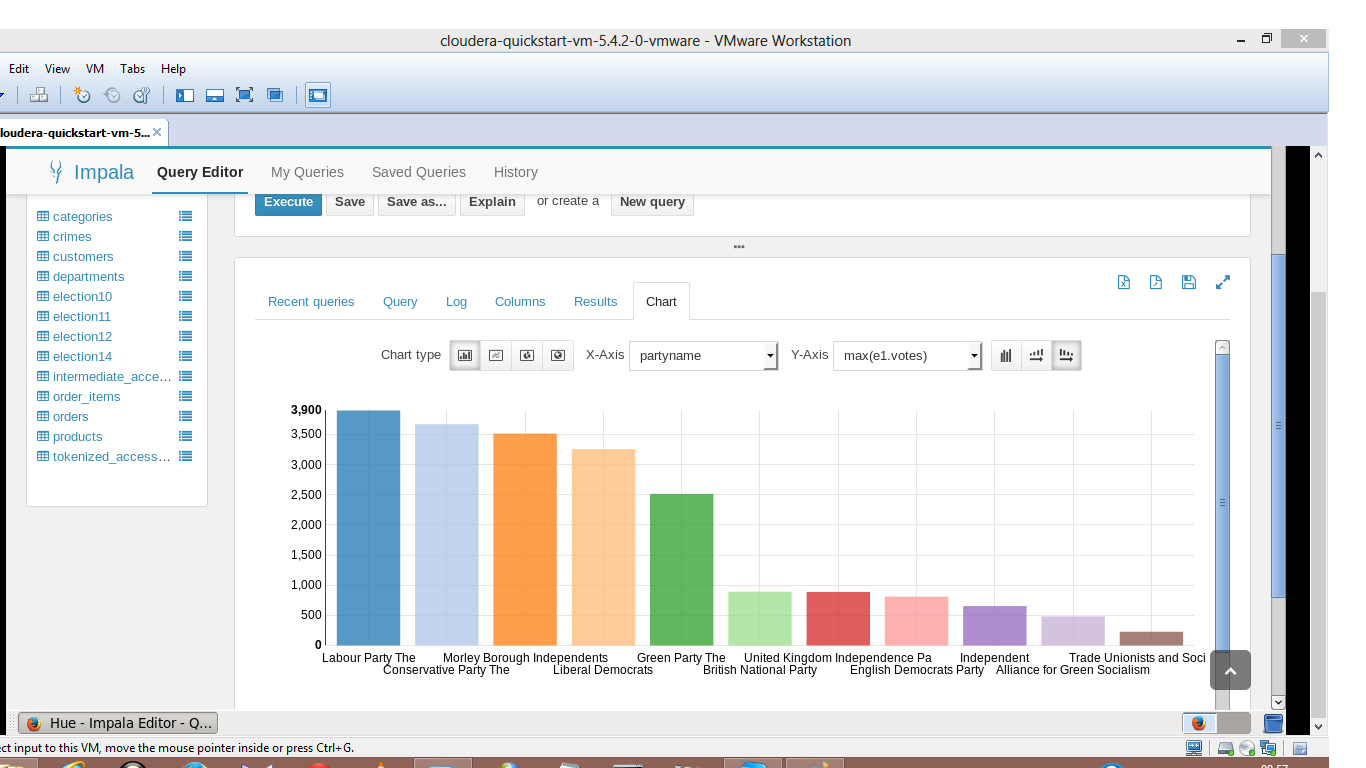 cloudera-quickstart-vm-5.4.2-0-vmware - VMware Workstation
Edit View VM Tabs Help
loudera-quickstart-vm-5...
Impala Query Editor My Queries Saved Queries History
Execute Save Save as... Explain or create a New query
categories
crimes
customers
departments
election10
election11
election12
election14
intermediate_acce...
order_items
orders
products
tokenized_access...
Recent queries Query Log Columns Results Chart
Chart type X-Axis partyname Y-Axis max(e1.votes)
3,900
3,500
3,000
2,500
2,000
1,500
1,000
500
0
Labour Party The Morley Borough Independents Green Party The United Kingdom Independence Pa Independent Trade Unionists and Soci
Conservative Party The Liberal Democrats British National Party English Democrats Party Alliance for Green Socialism
Hue - Impala Editor - Q...
ct input to this VM, move the mouse pointer inside or press Ctrl+G.